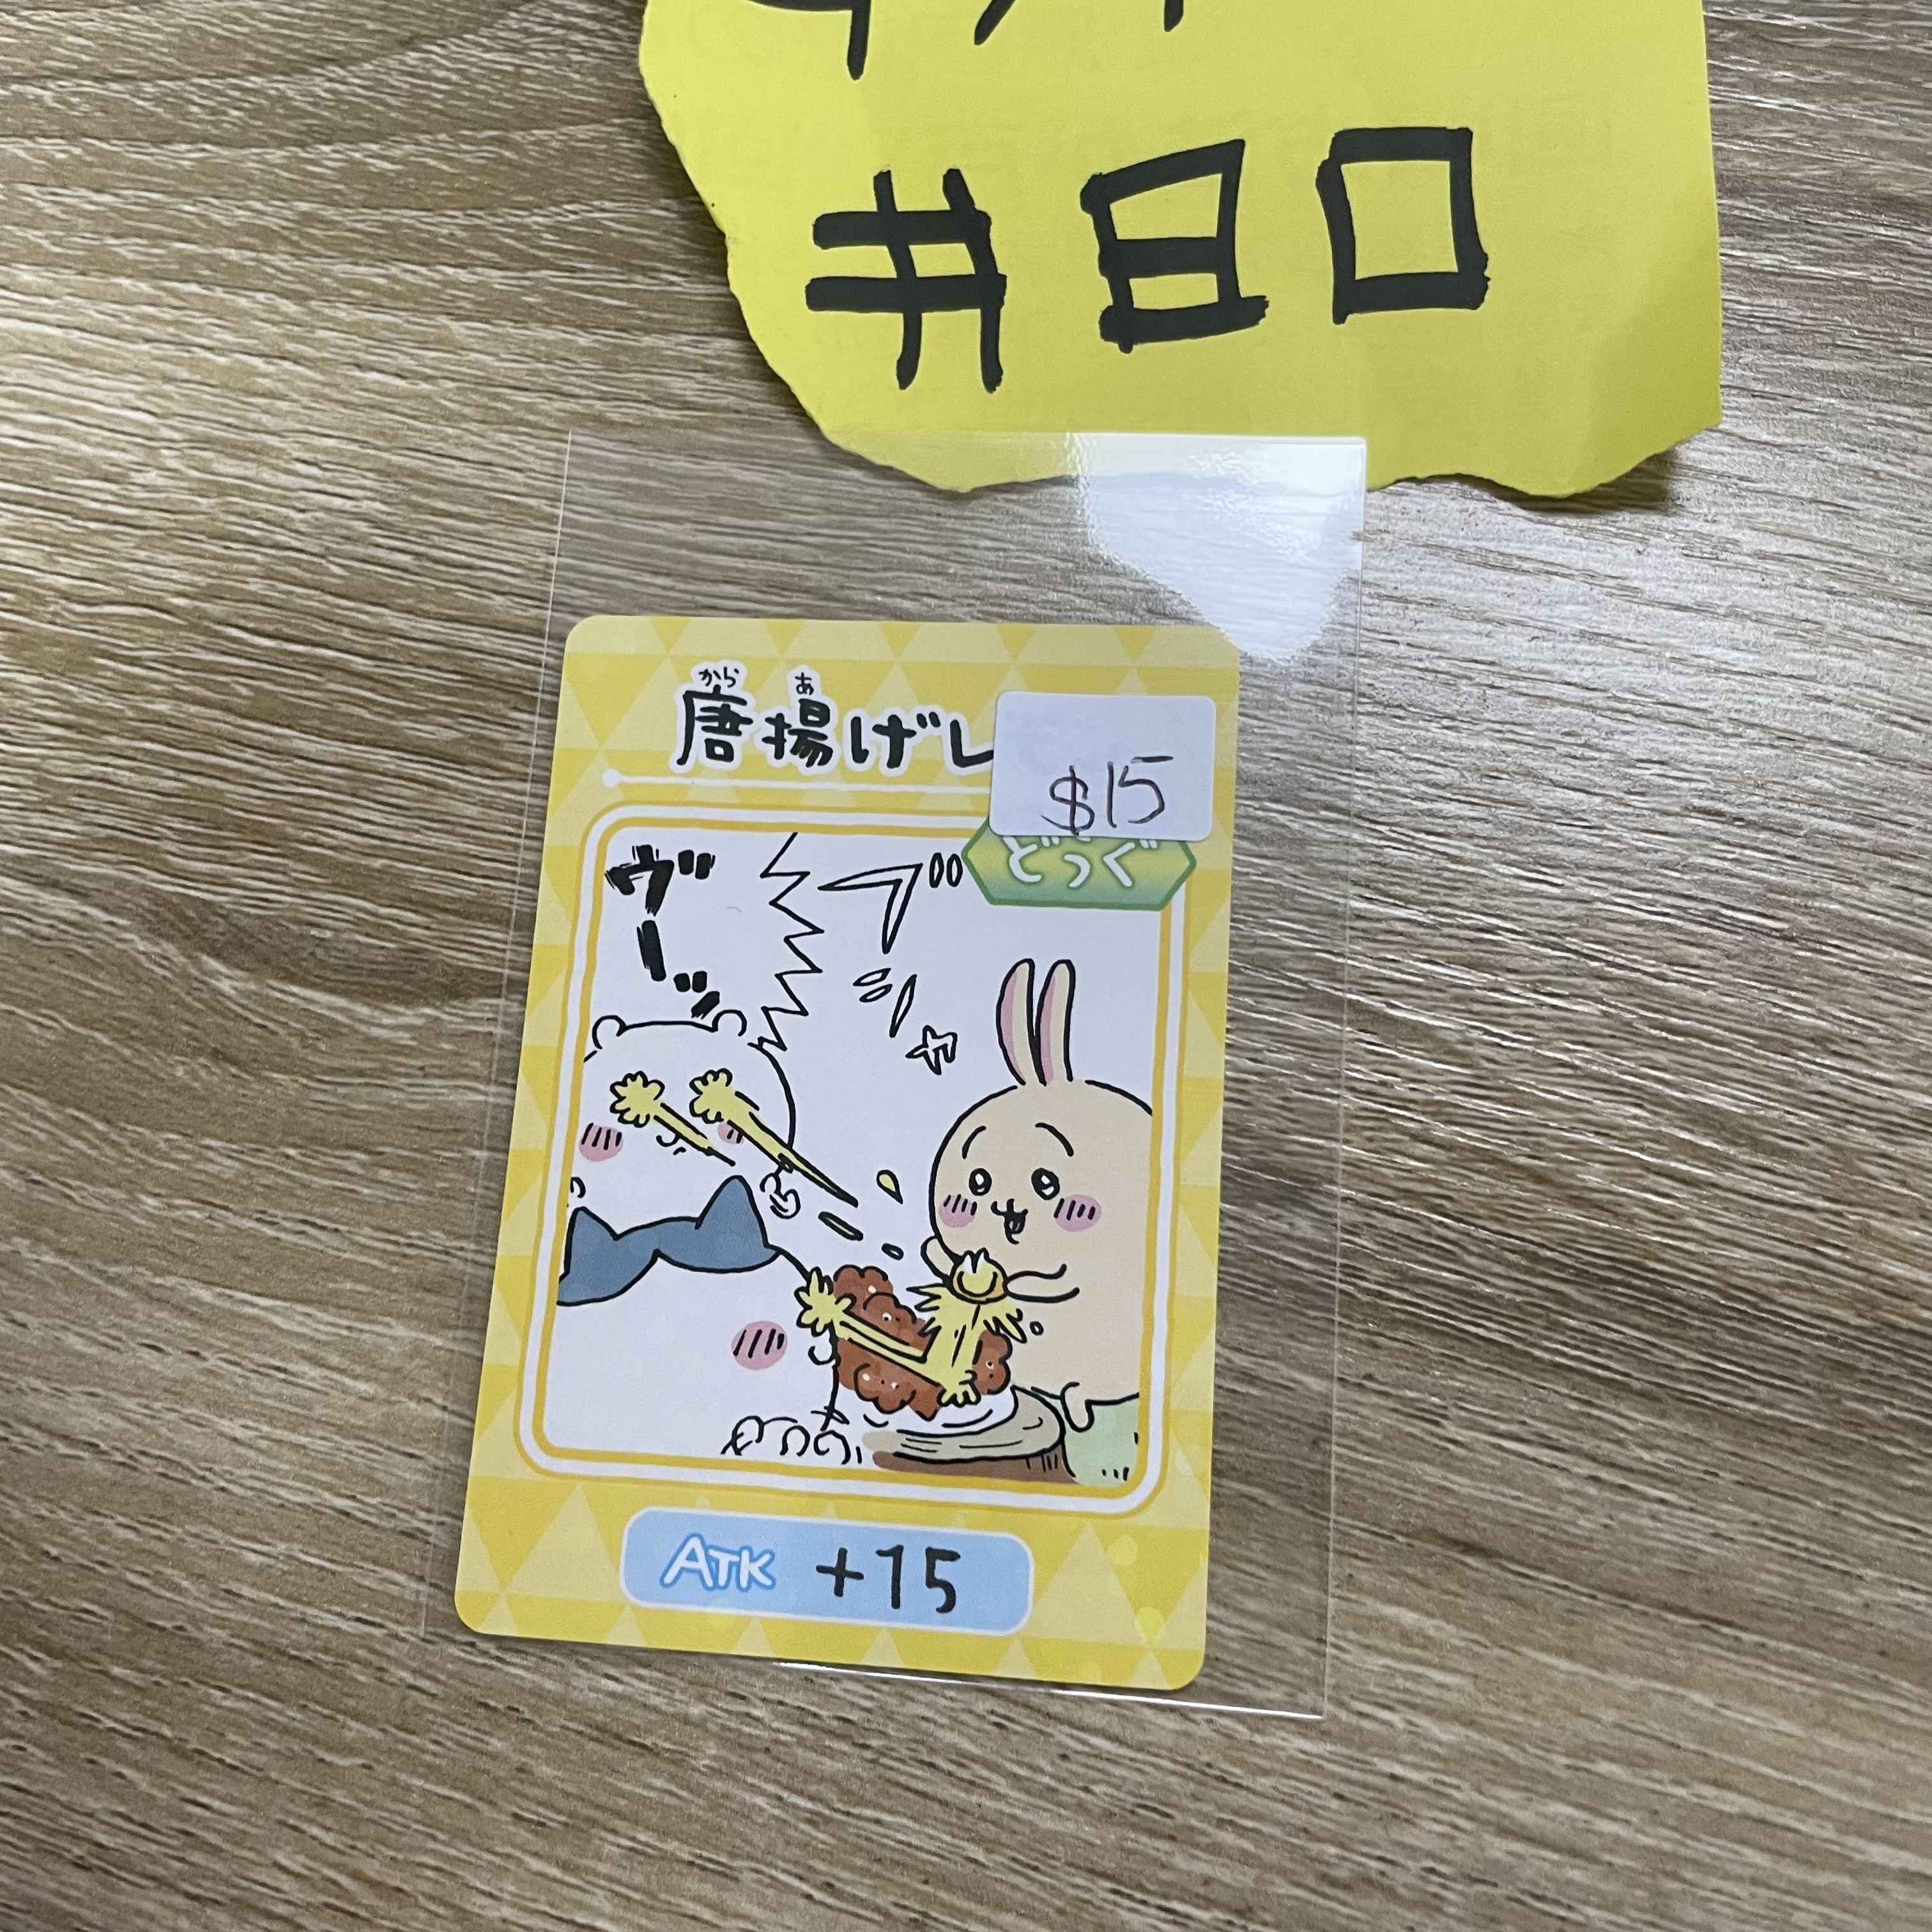 #日口
から あ
唐揚げレ
$15
どうぐ
ヴーッ
ブシャ
ATK +15